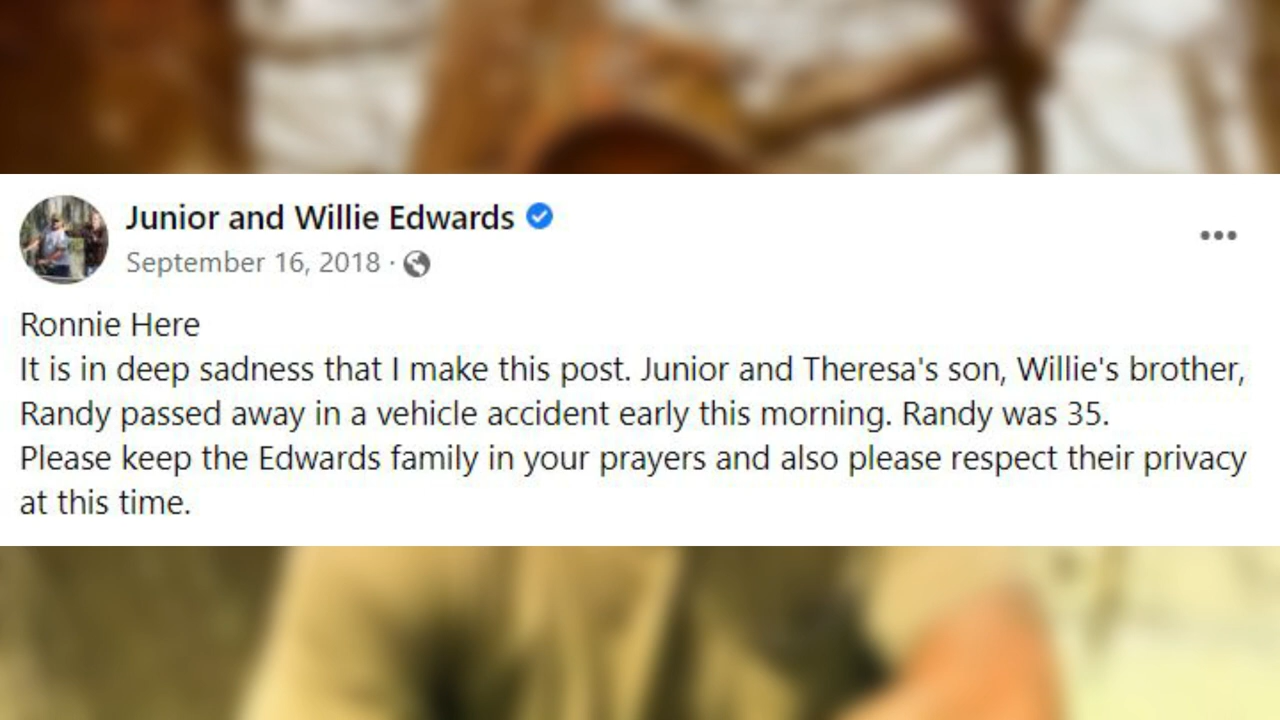 Junior and Willie Edwards
September 16, 2018 ·
Ronnie Here
It is in deep sadness that I make this post. Junior and Theresa's son, Willie's brother,
Randy passed away in a vehicle accident early this morning. Randy was 35.
Please keep the Edwards family in your prayers and also please respect their privacy
at this time.